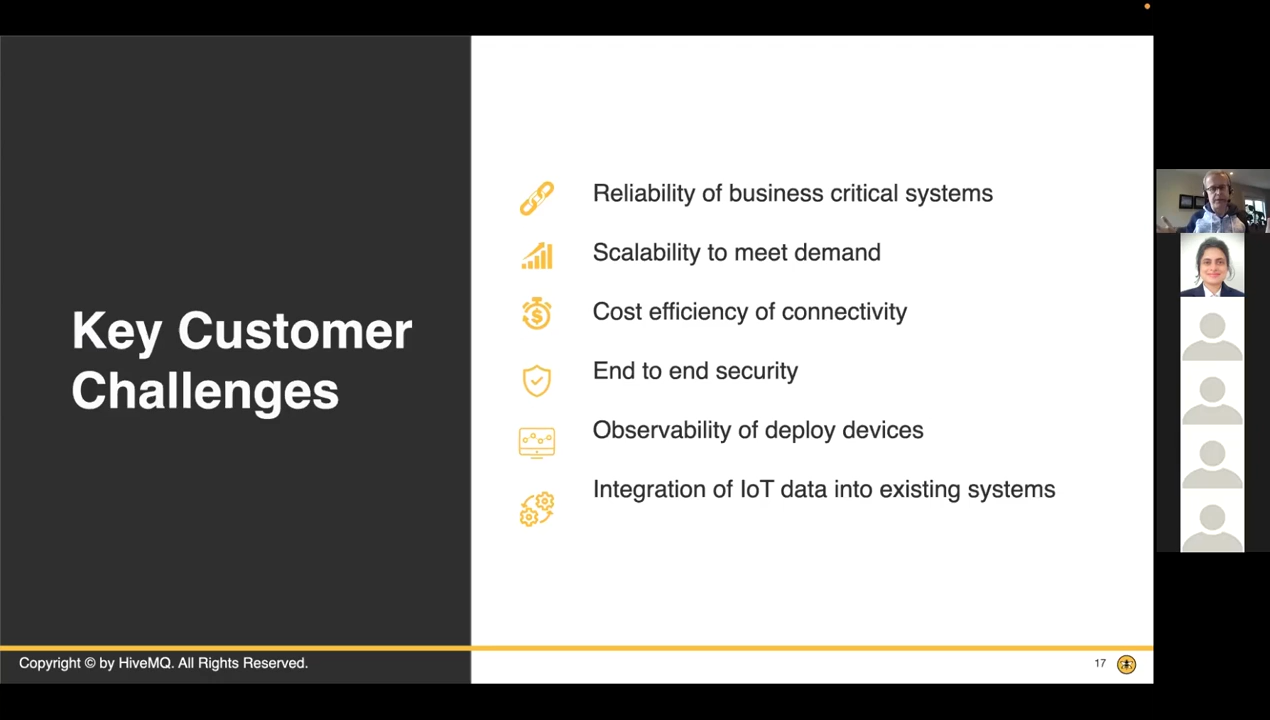 Key Customer
Challenges
Reliability of business critical systems
Scalability to meet demand
Cost efficiency of connectivity
End to end security
Observability of deploy devices
Integration of IoT data into existing systems
Copyright © by HiveMQ. All Rights Reserved.
17